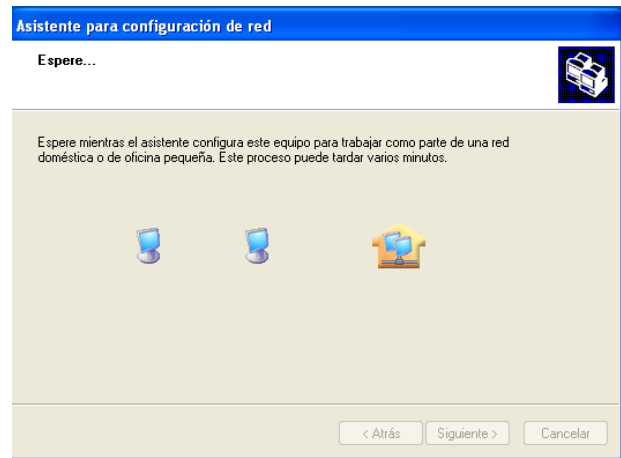 Asistente para configuración de red
Espere...
Espere mientras el asistente configura este equipo para trabajar como parte de una red
doméstica o de oficina pequeña. Este proceso puede tardar varios minutos.
< Atrás
Siguiente >
Cancelar